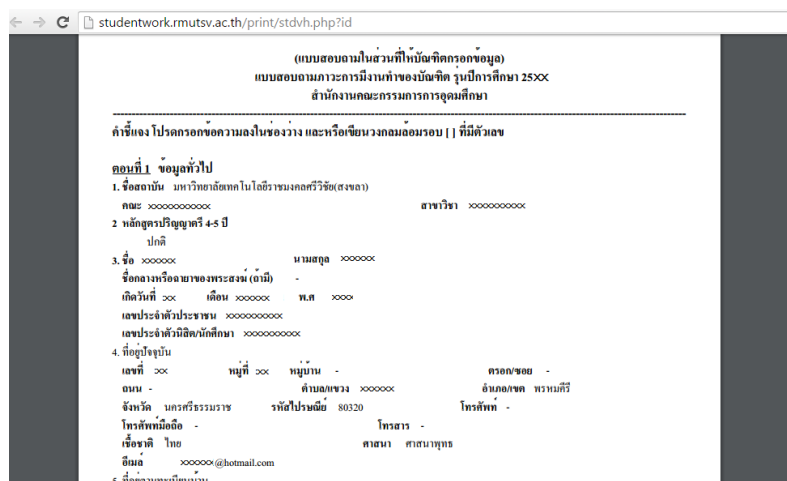 studentwork.rmutsv.ac.th/print/stdvh.php?id
(แบบสอบถามในส่วนที่ให้บัณฑิตกรอกข้อมูล)
แบบสอบถามภาวะการมีงานทำของบัณฑิต รุ่นปีการศึกษา 25XX
สำนักงานคณะกรรมการการอุดมศึกษา
คำชี้แจง โปรดกรอกข้อความลงในช่องว่าง และหรือเขียนวงกลมล้อมรอบ [ ] ที่มีตัวเลข
ตอนที่ 1 ข้อมูลทั่วไป
1. ชื่อสถาบัน มหาวิทยาลัยเทคโนโลยีราชมงคลศรีวิชัย(สงขลา)
คณะ xxxxxxxxxxx สาขาวิชา xxxxxxxxxx
2 หลักสูตรปริญญาตรี 4-5 ปี
ปกติ
3. ชื่อ xxxxxx นามสกุล xxxxxx
ชื่อกลางหรือฉายาของพระสงฆ์ (ถ้ามี) -
เกิดวันที่ xx เดือน xxxxxx พ.ศ xxxx
เลขประจำตัวประชาชน xxxxxxxxxx
เลขประจำตัวนิสิต/นักศึกษา xxxxxxxxxx
4. ที่อยู่ปัจจุบัน
เลขที่ xx หมู่ที่ xx หมู่บ้าน - ตรอก/ซอย -
ถนน - ตำบล/แขวง xxxxxx อำเภอ/เขต พรหมคีรี
จังหวัด นครศรีธรรมราช รหัสไปรษณีย์ 80320 โทรศัพท์ -
โทรศัพท์มือถือ - โทรสาร -
เชื้อชาติ ไทย ศาสนา ศาสนาพุทธ
อีเมล์ xxxxxx@hotmail.com
5. ที่อยู่ตามทะเบียนบ้าน